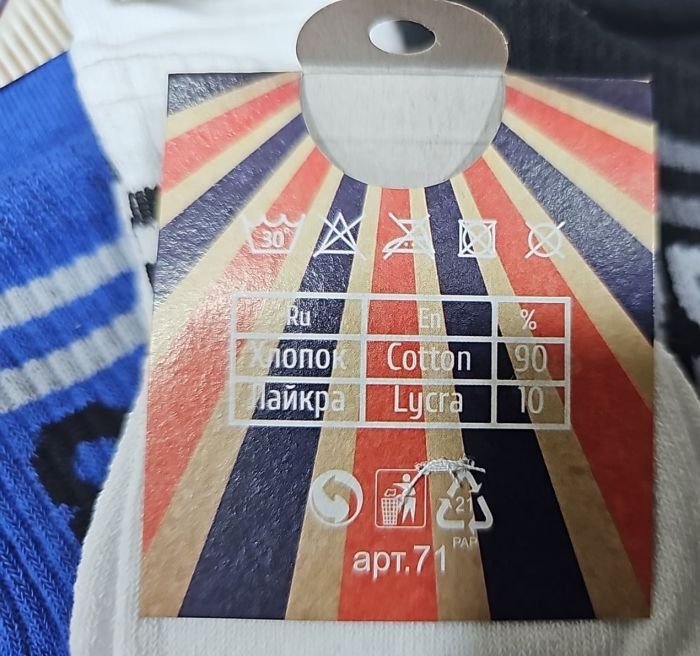 30
Ru En %
Хлопок Cotton 90
Лайкра Lycra 10
21
PAP
арт.71